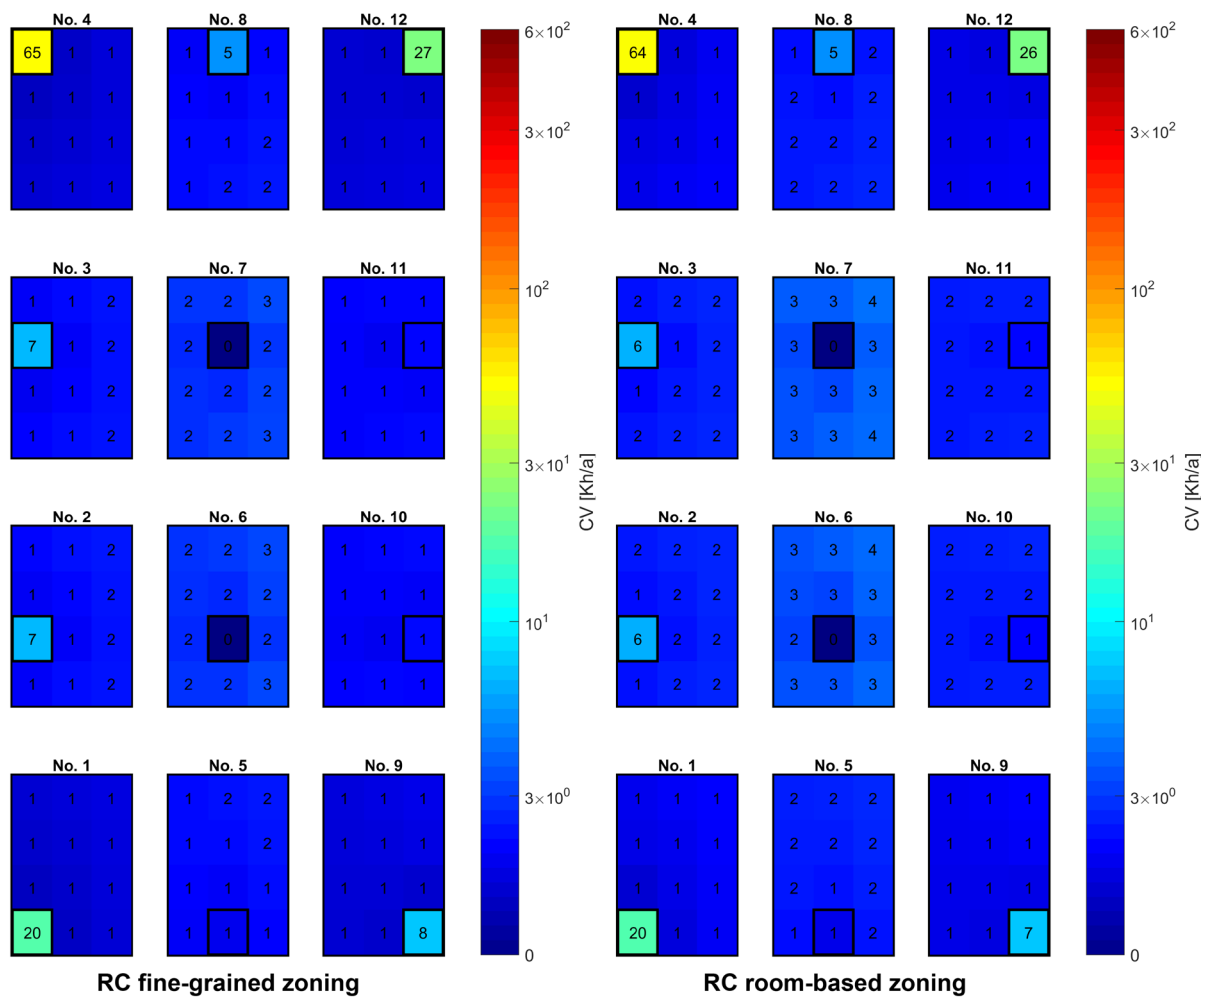 No. 4 No. 8 No. 12
65 1 1 1 5 1 1 1 27
1 1 1 1 1 1 1 1 1
1 1 1 1 1 2 1 1 1
1 1 1 1 2 2 1 1 1
No. 3 No. 7 No. 11
1 1 2 2 2 3 1 1 1
7 1 2 2 0 2 1 1 1
1 1 1 2 2 2 1 1 1
1 1 2 2 2 3 1 1 1
No. 2 No. 6 No. 10
1 1 2 2 2 3 1 1 1
1 1 1 2 2 2 1 1 1
7 1 2 2 0 2 1 1 1
1 1 2 2 2 3 1 1 1
No. 1 No. 5 No. 9
1 1 1 1 2 2 1 1 1
1 1 1 1 1 2 1 1 1
1 1 1 1 1 1 1 1 1
20 1 1 1 1 1 1 1 8
6×10²
3×10²
10²
3×10¹
10¹
3×10⁰
0
CV [Kh/a]
RC fine-grained zoning
No. 4 No. 8 No. 12
64 1 1 1 5 2 1 1 26
1 1 1 2 1 2 1 1 1
1 1 1 2 2 2 1 1 1
1 1 1 2 2 2 1 1 1
No. 3 No. 7 No. 11
2 2 2 3 3 4 2 2 2
6 1 2 3 0 3 2 2 1
1 2 2 3 3 3 2 2 2
2 2 2 3 3 4 2 2 2
No. 2 No. 6 No. 10
2 2 2 3 3 4 2 2 2
1 2 2 3 3 3 2 2 2
6 2 2 2 0 3 2 2 1
1 2 2 3 3 3 2 2 2
No. 1 No. 5 No. 9
1 1 1 2 2 2 1 1 1
1 1 1 2 2 2 1 1 1
1 1 1 2 1 2 1 1 1
20 1 1 1 1 2 1 1 7
6×10²
3×10²
10²
3×10¹
10¹
3×10⁰
0
CV [Kh/a]
RC room-based zoning